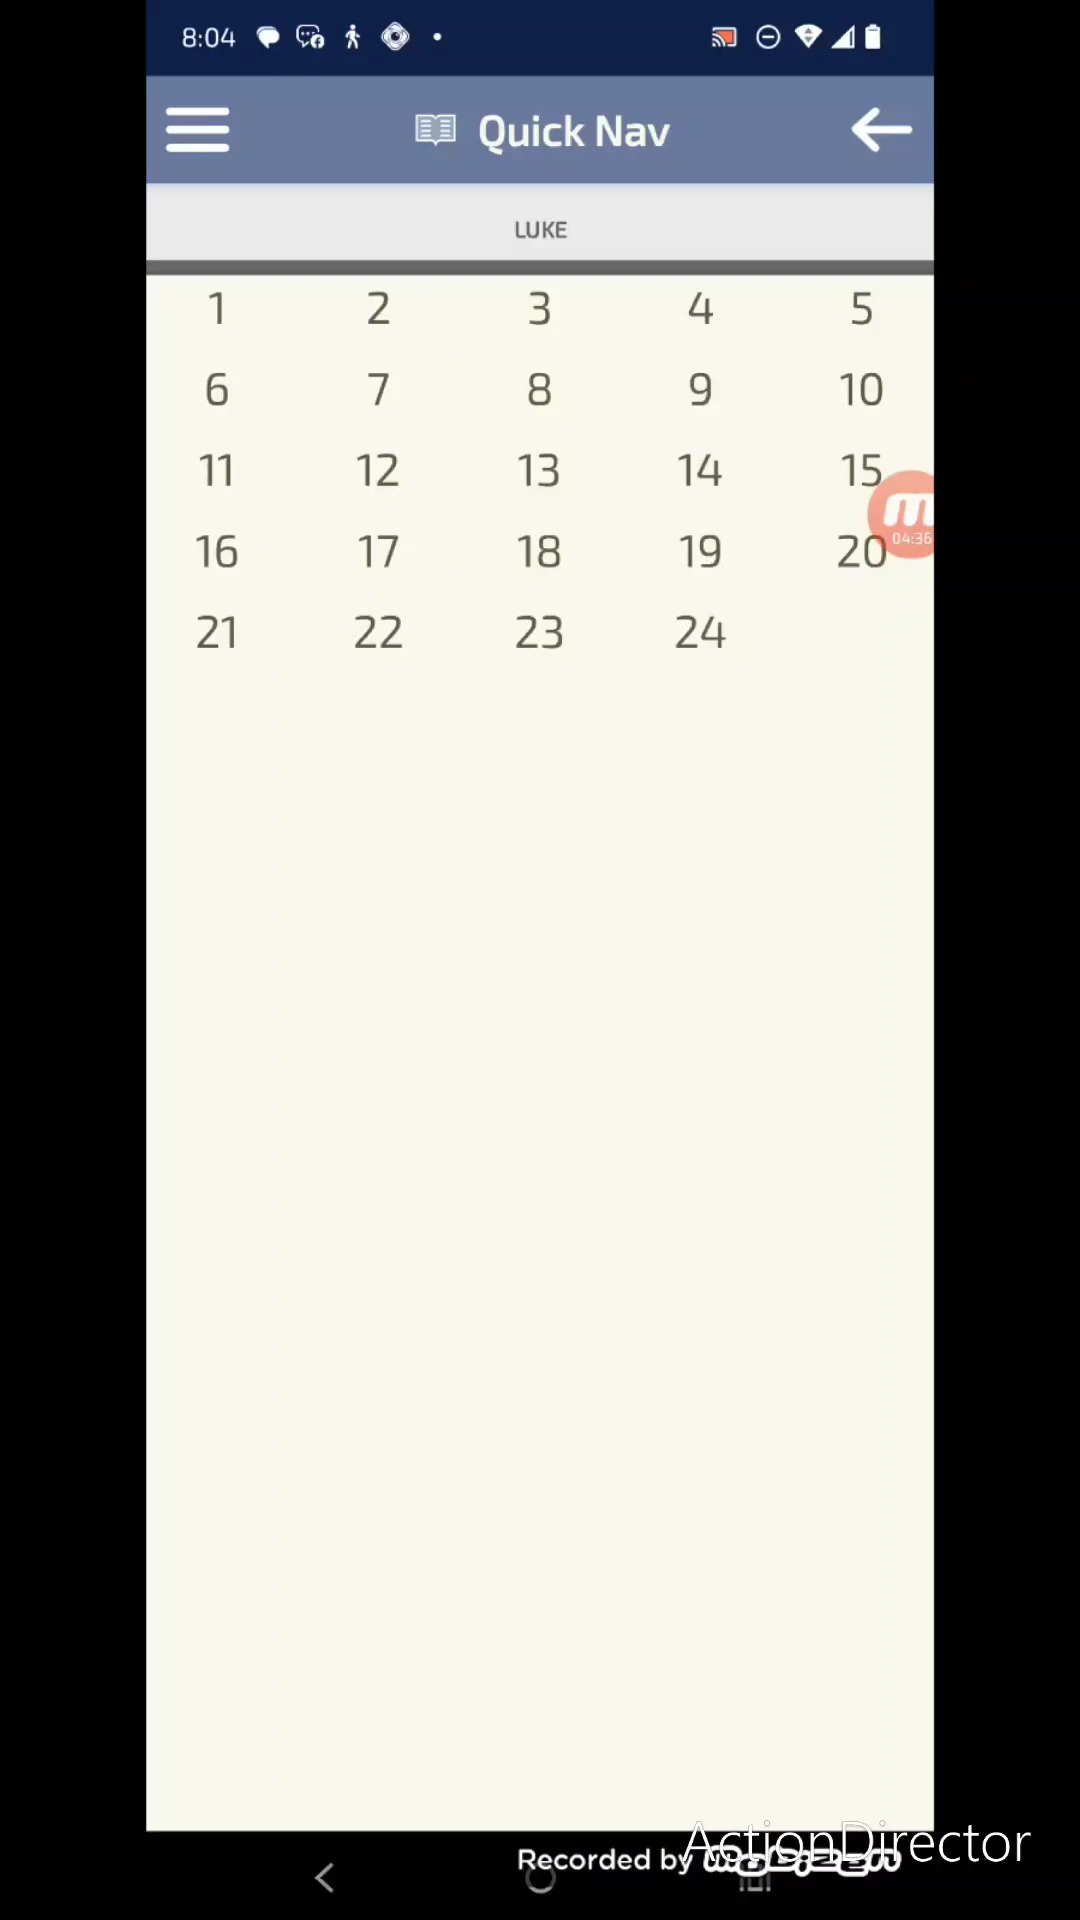 8:04
Quick Nav
LUKE
1 2 3 4 5
6 7 8 9 10
11 12 13 14 15
04:36
16 17 18 19 20
21 22 23 24
ActionDirector
Recorded by mobizen